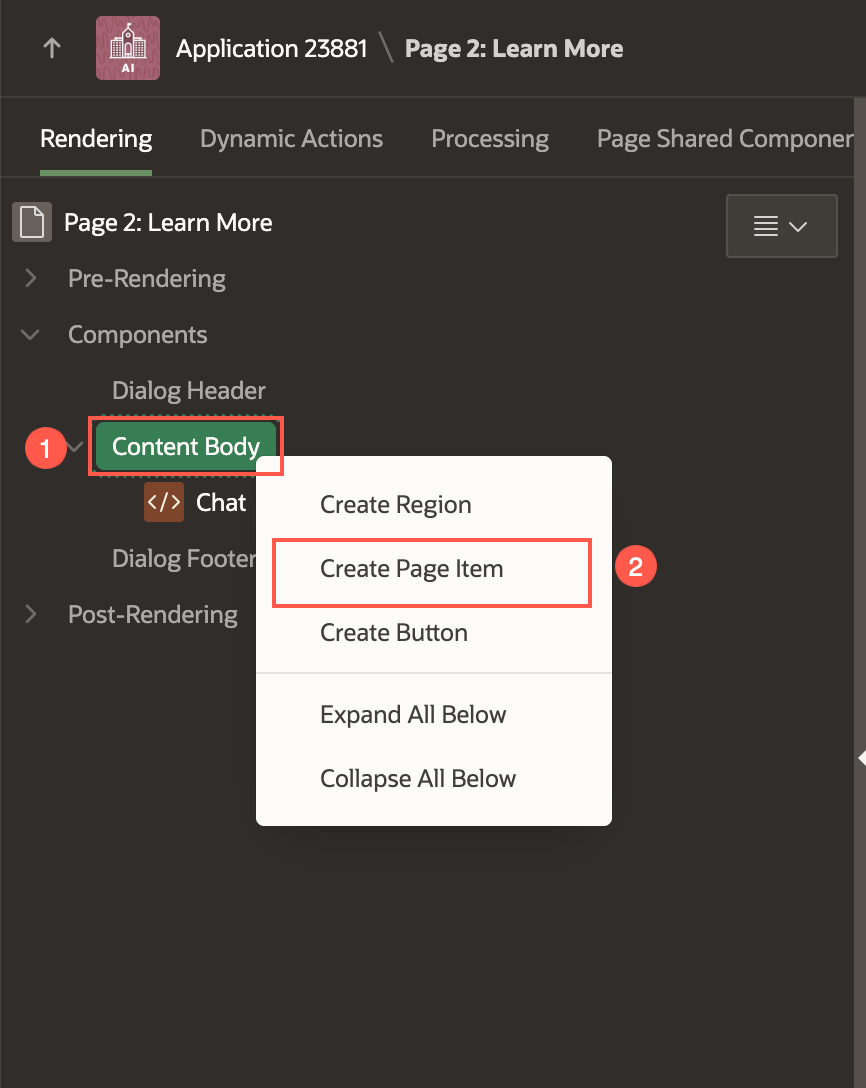 AI
Application 23881 \ Page 2: Learn More
Rendering Dynamic Actions Processing Page Shared Componen
Page 2: Learn More
Pre-Rendering
Components
Dialog Header
1 Content Body
Create Region
</> Chat
Dialog Footer
Create Page Item 2
Post-Rendering
Create Button
Expand All Below
Collapse All Below